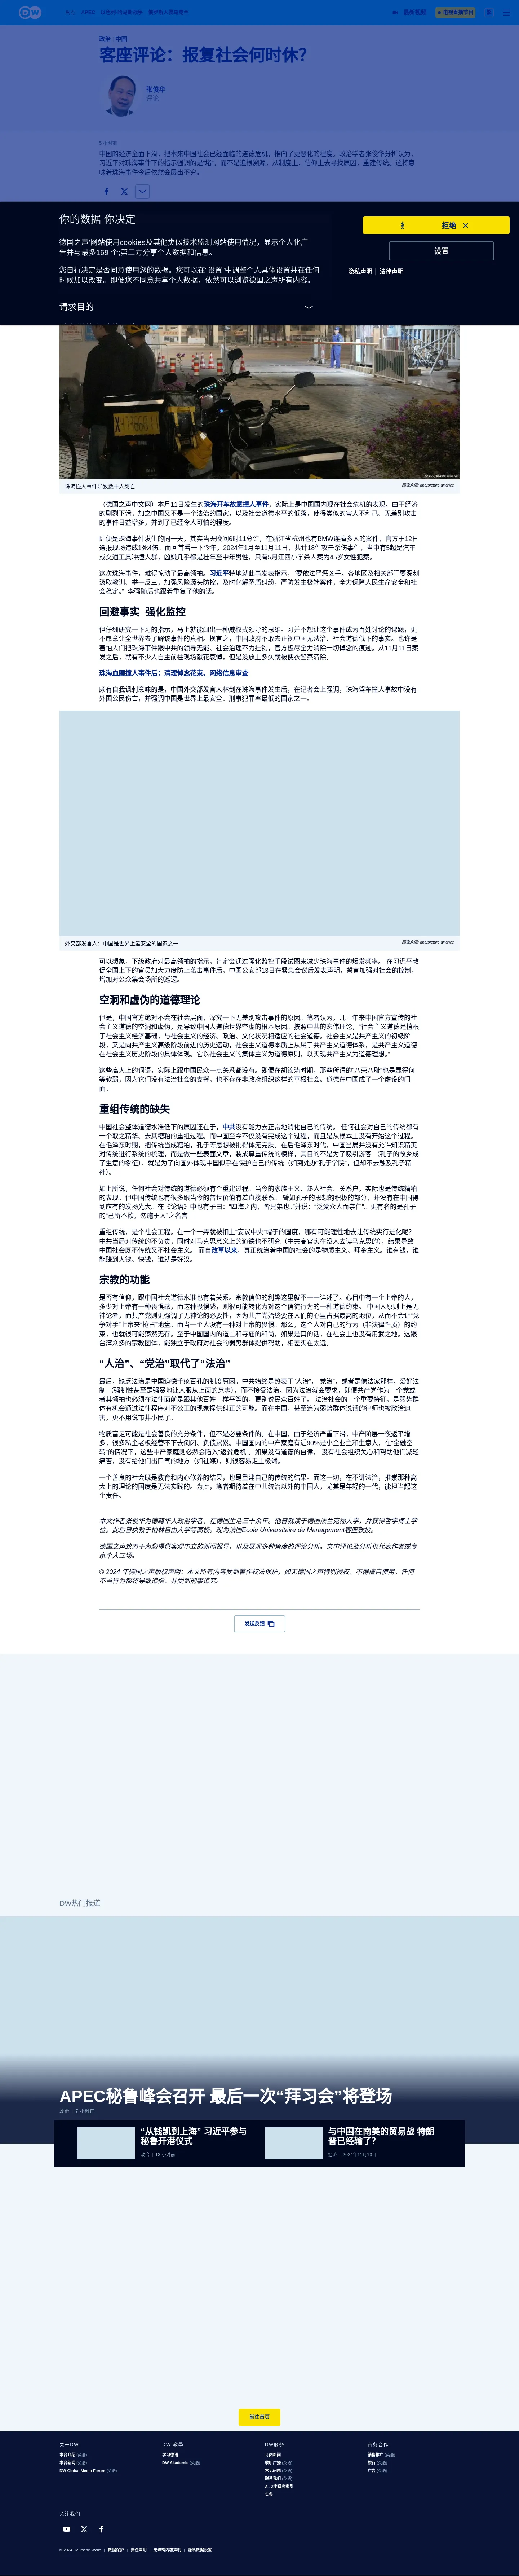 政治 | 中国
客座评论：报复社会何时休？
张俊华
评论
中国的经济全面下滑，把本来中国社会已经面临的道德危机，推向了更恶化的程度。政治学者张俊华分析认为，
习近平对珠海事件下的指示强调的是“堵”，而不是追根溯源，从制度上、信仰上去寻找原因，重建传统。这将意
味着珠海事件今后依然会层出不穷。
你的数据 你决定
德国之声'网站使用cookies及其他类似技术监测网站使用情况，显示个人化广
告并与最多169 个;第三方分享个人数据和信息。
您自行决定是否同意使用您的数据。您可以在"设置"中调整个人具体设置并在任何
时候加以改变。即便您不同意共享个人数据，依然可以浏览德国之声所有内容。
请求目的
拒绝
设置
隐私声明 | 法律声明
珠海撞人事件导致数十人死亡
图像来源: dpa/picture-alliance
（德国之声中文网）本月11日发生的珠海开车故意撞人事件，实际上是中国国内现在社会危机的表现。由于经济
的剧烈下滑，加之中国又不是一个法治的国家，以及社会道德水平的低落，使得类似的害人不利己、无差别攻击
的事件日益增多，并到了已经令人可怕的程度。
即便是珠海事件发生的同一天，其实当天晚间6时11分许，在浙江省杭州也有BMW连撞多人的案件，官方于12日
通报现场造成1死4伤。而回首看一下今年，2024年1月至11月11日，共计18件攻击杀伤事件，当中有5起是汽车
或交通工具冲撞人群，凶嫌几乎都是壮年至中年男性，只有5月江西小学杀人案为45岁女性犯案。
这次珠海事件，难得惊动了最高领袖。习近平特地就此事发表指示，“要依法严惩凶手。各地区及相关部门要深刻
汲取教训、举一反三，加强风险源头防控，及时化解矛盾纠纷，严防发生极端案件，全力保障人民生命安全和社
会稳定。” 李强随后也跟着重复了他的话。
回避事实 强化监控
但仔细研究一下习的指示，马上就能闻出一种威权式领导的思维。习并不想让这个事件成为百姓讨论的课题，更
不愿意让全世界去了解该事件的真相。换言之，中国政府不敢去正视中国无法治、社会道德低下的事实。也许是
害怕人们把珠海事件跟中共的领导无能、社会治理不力挂钩，官方极尽全力消除一切悼念的痕迹。从11月11日案
发之后，就有不少人自主前往现场献花哀悼，但是没放上多久就被便衣警察清除。
珠海血腥撞人事件后：清理悼念花束、网络信息审查
颇有自我讽刺意味的是，中国外交部发言人林剑在珠海事件发生后，在记者会上强调，珠海驾车撞人事故中没有
外国公民伤亡，并强调中国是世界上最安全、刑事犯罪率最低的国家之一。
外交部发言人：中国是世界上最安全的国家之一
图像来源: dpa/picture alliance
可以想象，下级政府对最高领袖的指示，肯定会通过强化监控手段试图来减少珠海事件的爆发频率。 在习近平敦
促全国上下的官员加大力度防止袭击事件后，中国公安部13日在紧急会议后发表声明，誓言加强对社会的控制，
增加对公众集会场所的巡逻。
空洞和虚伪的道德理论
但是，中国官方绝对不会在社会层面，深究一下无差别攻击事件的原因。笔者认为，几十年来中国官方宣传的社
会主义道德的空洞和虚伪，是导致中国人道德世界空虚的根本原因。按照中共的宏伟理论，“社会主义道德是植根
于社会主义经济基础，与社会主义的经济、政治、文化状况相适应的社会道德。社会主义是共产主义的初级阶
段，又是向共产主义高级阶段前进的历史运动，社会主义道德本质上从属于共产主义道德体系，是共产主义道德
在社会主义历史阶段的具体体现。它以社会主义的集体主义为道德原则，以实现共产主义为道德理想。”
这些高大上的词语，实际上跟中国民众一点关系都没有。即便在胡锦涛时期，那些所谓的“八荣八耻”也是显得何
等软弱，因为它们没有法治社会的支撑，也不存在非政府组织这样的草根社会。道德在中国成了一个虚设的门
面。
重组传统的缺失
中国社会整体道德水准低下的原因还在于，中共没有能力去正常地消化自己的传统。 任何社会对自己的传统都有
一个取之精华、去其糟粕的重组过程。而中国至今不仅没有完成这个过程，而且是从根本上没有开始这个过程。
在毛泽东时期，把传统当成糟粕，孔子等思想被批得体无完肤。在后毛泽东时代，中国当局并没有充分认知其精
英对传统进行系统的梳理，而是做一些表面文章，装成尊重传统的模样，其目的不是为了吸引游客 （孔子的故乡成
了生意的象征）、就是为了向国外体现中国似乎在保护自己的传统（如到处办“孔子学院”，但却不去触及孔子精
神）。
如上所说，任何社会对传统的道德必须有个重建过程。当今的家族主义、熟人社会、关系户，实际也是传统糟粕
的表现。但中国传统也有很多跟当今的普世价值有着直接联系。 譬如孔子的思想的积极的部分，并没有在中国得
到应有的发扬光大。在《论语》中也有子曰：“四海之内，皆兄弟也。”并说：“泛爱众人而亲仁”。更有名的是孔子
的“己所不欲，勿施于人”之名言。
重组传统，是个社会工程。在一个一弄就被扣上“妄议中央”帽子的国度，哪有可能理性地去让传统实行进化呢？
中共当局对传统的不负责，同时对马克思意义上的道德也不研究（中共高官在没人去读马克思的），结果导致
中国社会既不传统又不社会主义。 而自改革以来，真正统治着中国的社会的是物质主义、拜金主义。谁有钱，谁
能赚到大钱、快钱，谁就是好汉。
宗教的功能
是否有信仰，跟中国社会道德水准也有着关系。宗教信仰的利弊这里就不一一详述了。心目中有一个上帝的人，
多少对上帝有一种畏惧感，而这种畏惧感，则很可能转化为对这个信徒行为的一种道德约束。 中国人原则上是无
神论者，而共产党则更强调了无神论的必要性，因为共产党始终要在人们的心里占据最高的地位，从而不会让“竞
争对手”上帝来“抢占”地盘。而当一个人没有一种对上帝的畏惧。那么，这个人对自己的行为（非法律性质）的约
束，也就很可能荡然无存。至于中国国内的道士和寺庙的和尚，如果是真的话，在社会上也没有用武之地。这跟
台湾众多的宗教团体，能独立于政府对社会的弱势群体提供帮助，相差实在太远。
“人治”、“党治”取代了“法治”
最后，缺乏法治是中国道德千疮百孔的制度原因。中共始终是热衷于“人治”，“党治”，或者是像法家那样，爱好法
制 （强制性甚至是强暴地让人服从上面的意志），而不接受法治。因为法治就会要求，即便共产党作为一个党或
者其领袖也必须在法律面前是跟其他百姓一样平等的，更别说党员干部这众百姓了。 法治社会的一个重要特征，是弱势群
体有机会通过法律程序对不公正的现象提供纠正的可能。而在中国，甚至连为弱势群体说话的律师也被政治迫
害，更不用说市井小民了。
物质富足可能是社会善良的充分条件，但不是必要条件的。在中国，由于经济严重下滑，中产阶层一夜返平增
多，很多私企老板经营不下去倒闭、负债累累。中国国内的中产家庭有近90%是小企业主和生意人，在“金融空
转”的情况下，这些中产家庭则必然会陷入“返贫危机”。如果没有道德的自律， 没有社会组织关心和帮助他们减轻
痛苦，没有给他们出口气的地方（如社媒），则很容易走上极端。
一个善良的社会既是教育和内心修养的结果，也是重建自己的传统的结果。而这一切，在不讲法治，推崇那种高
大上的理论的国度是无法实践的。为此，笔者期待着在中共统治以外的中国人，尤其是年轻的一代，能担当起这
个责任。
本文作者张俊华为德籍华人政治学者，在德国生活三十余年。他曾就读于德国法兰克福大学，并获得哲学博士学
位。此后曾执教于柏林自由大学等高校。现为法国Ecole Universitaire de Management客座教授。
德国之声致力于为您提供客观中立的新闻报导，以及展现多种角度的评论分析。文中评论及分析仅代表作者或专
家个人立场。
© 2024 年德国之声版权声明：本文所有内容受到著作权法保护，如无德国之声特别授权，不得擅自使用。任何
不当行为都将导致追偿，并受到刑事追究。
发送反馈
DW热门报道
APEC秘鲁峰会召开 最后一次“拜习会”将登场
政治 | 7 小时前
“从钱凯到上海” 习近平参与
秘鲁开港仪式
政治 | 13 小时前
与中国在南美的贸易战 特朗
普已经输了？
经济 | 2024年11月13日
前往首页
关于DW
本台介绍 (英语)
本台新闻 (英语)
DW Global Media Forum (英语)
DW 教学
学习德语
DW Akademie (英语)
DW服务
订阅新闻
收听广播 (英语)
常见问题 (英语)
联系我们 (英语)
A - Z字母序索引
头条
商务合作
销售推广 (英语)
旅行 (英语)
广告 (英语)
关注我们
© 2024 Deutsche Welle | 数据保护 | 责任声明 | 无障碍内容声明 | 隐私数据设置